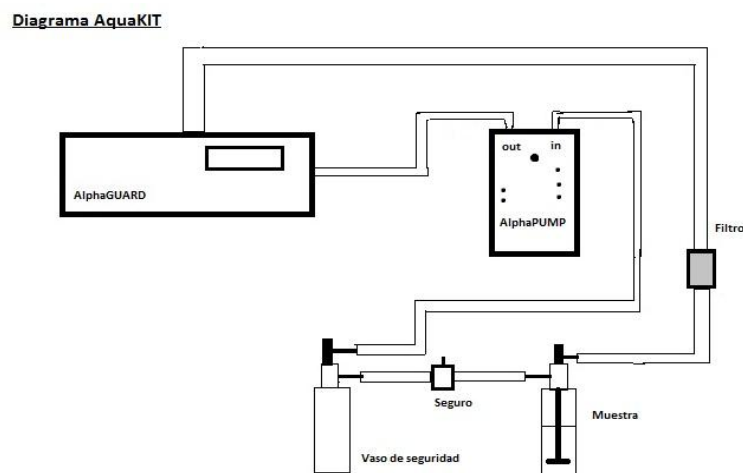 Diagrama AquaKIT
out in
AlphaGUARD
AlphaPUMP
Filtro
Seguro
Muestra
Vaso de seguridad